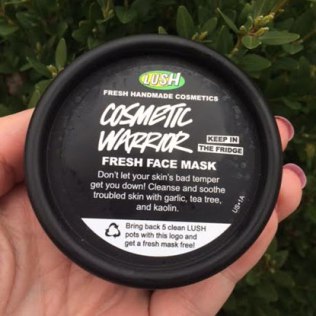 LUSH
FRESH HANDMADE COSMETICS
COSMETIC
WARRIOR
KEEP IN
THE FRIDGE
FRESH FACE MASK
Don't let your skin's bad temper
get you down! Cleanse and soothe
troubled skin with garlic, tea tree,
and kaolin.
Bring back 5 clean LUSH
pots with this logo and
get a fresh mask free!